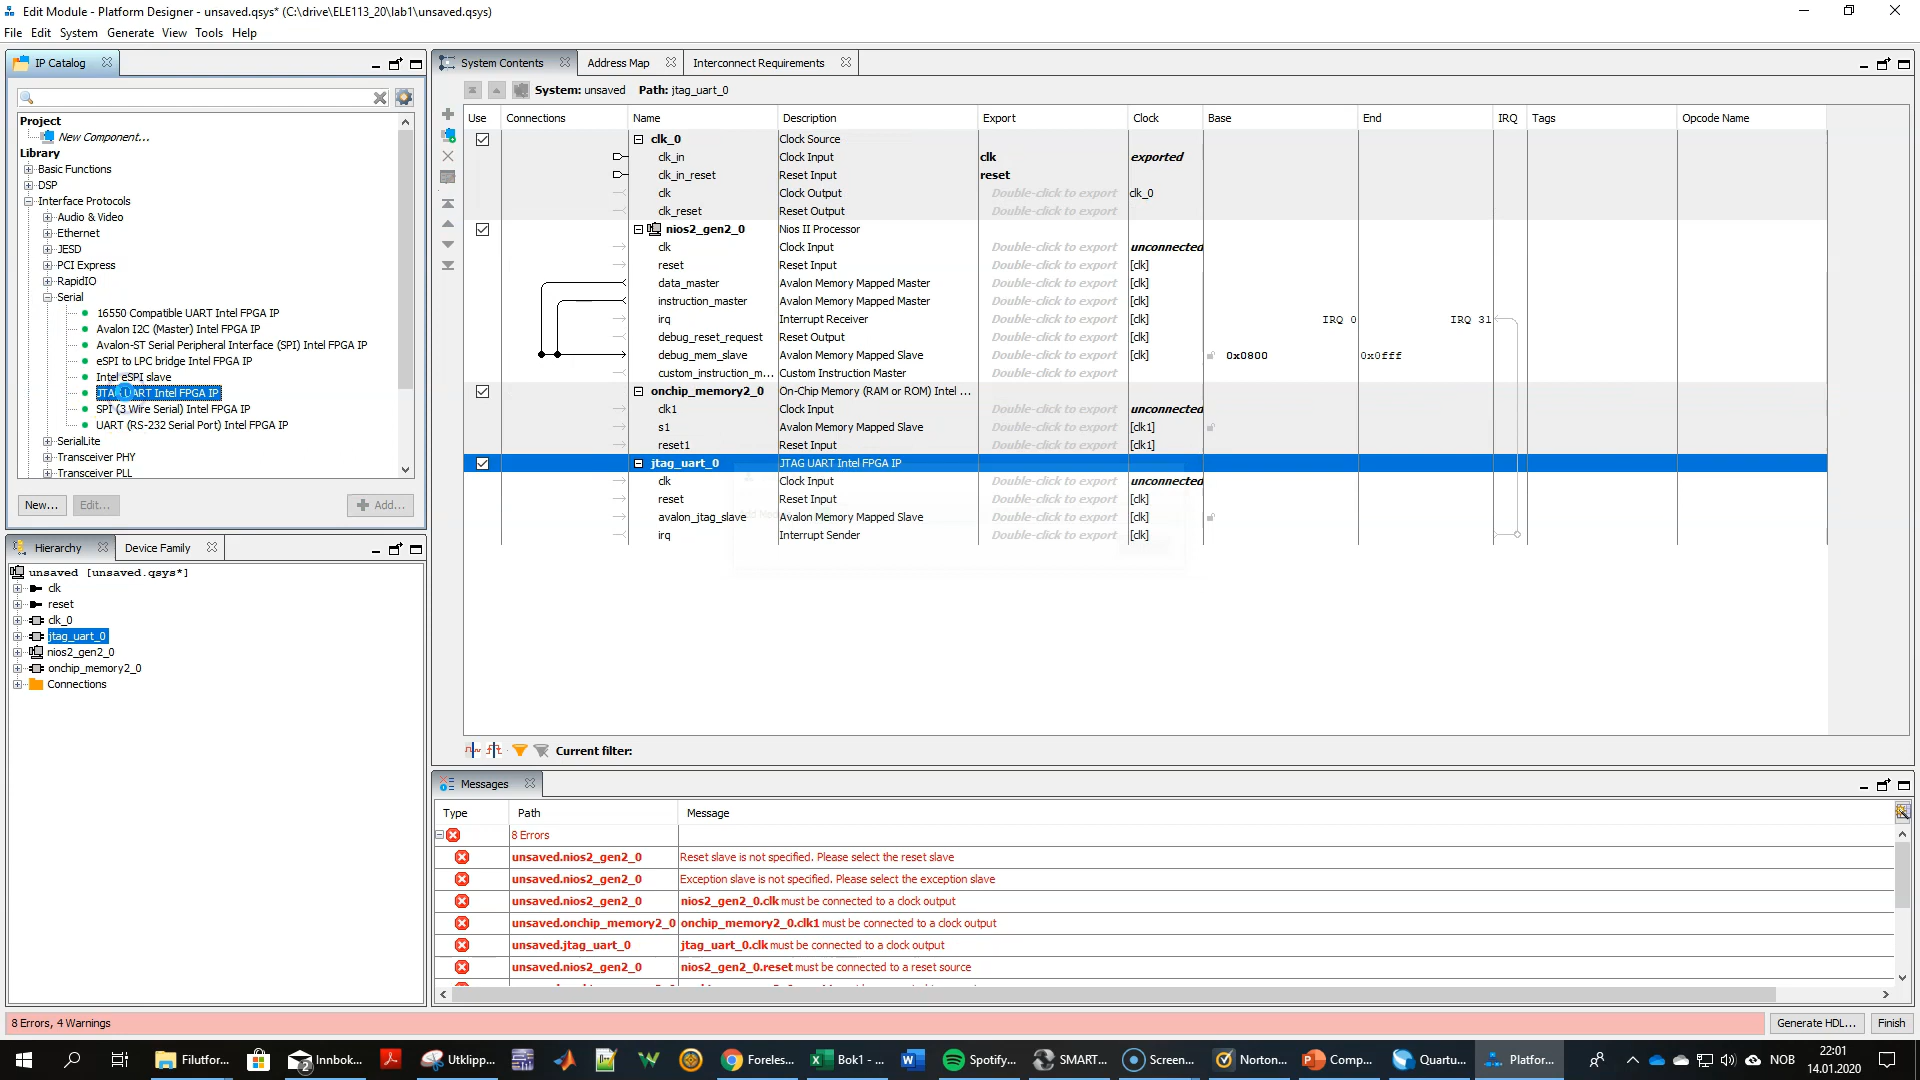 Edit Module - Platform Designer - unsaved.qsys* (C:\drive\ELE113_20\lab1\unsaved.qsys)
File Edit System Generate View Tools Help
IP Catalog
Project
New Component...
Library
Basic Functions
DSP
Interface Protocols
Audio & Video
Ethernet
JESD
PCI Express
RapidIO
Serial
16550 Compatible UART Intel FPGA IP
Avalon I2C (Master) Intel FPGA IP
Avalon-ST Serial Peripheral Interface (SPI) Intel FPGA IP
eSPI to LPC bridge Intel FPGA IP
Intel eSPI slave
JTAG UART Intel FPGA IP
SPI (3 Wire Serial) Intel FPGA IP
UART (RS-232 Serial Port) Intel FPGA IP
SerialLite
Transceiver PHY
Transceiver PLL
New... Edit... Add...
Hierarchy Device Family
unsaved [unsaved.qsys*]
clk
reset
clk_0
jtag_uart_0
nios2_gen2_0
onchip_memory2_0
Connections
System Contents Address Map Interconnect Requirements
System: unsaved Path: jtag_uart_0
Use Connections Name Description Export Clock Base End IRQ Tags Opcode Name
clk_0 Clock Source
clk_in Clock Input clk exported
clk_in_reset Reset Input reset
clk Clock Output Double-click to export clk_0
clk_reset Reset Output Double-click to export
nios2_gen2_0 Nios II Processor
clk Clock Input Double-click to export unconnected
reset Reset Input Double-click to export [clk]
data_master Avalon Memory Mapped Master Double-click to export [clk]
instruction_master Avalon Memory Mapped Master Double-click to export [clk]
irq Interrupt Receiver Double-click to export [clk] IRQ 0 IRQ 31
debug_reset_request Reset Output Double-click to export [clk]
debug_mem_slave Avalon Memory Mapped Slave Double-click to export [clk] 0x0800 0x0fff
custom_instruction_m... Custom Instruction Master Double-click to export
onchip_memory2_0 On-Chip Memory (RAM or ROM) Intel ...
clk1 Clock Input Double-click to export unconnected
s1 Avalon Memory Mapped Slave Double-click to export [clk1]
reset1 Reset Input Double-click to export [clk1]
jtag_uart_0 JTAG UART Intel FPGA IP
clk Clock Input Double-click to export unconnected
reset Reset Input Double-click to export [clk]
avalon_jtag_slave Avalon Memory Mapped Slave Double-click to export [clk]
irq Interrupt Sender Double-click to export [clk]
Current filter:
Messages
Type Path Message
8 Errors
unsaved.nios2_gen2_0 Reset slave is not specified. Please select the reset slave
unsaved.nios2_gen2_0 Exception slave is not specified. Please select the exception slave
unsaved.nios2_gen2_0 nios2_gen2_0.clk must be connected to a clock output
unsaved.onchip_memory2_0 onchip_memory2_0.clk1 must be connected to a clock output
unsaved.jtag_uart_0 jtag_uart_0.clk must be connected to a clock output
unsaved.nios2_gen2_0 nios2_gen2_0.reset must be connected to a reset source
8 Errors, 4 Warnings
Generate HDL... Finish
Filutfor... 2 Innbok... Utklipp... Foreles... Bok1 - ... Spotify... SMART... Screen... Norton... Comp... Quartu... Platfor... NOB 22:01
14.01.2020